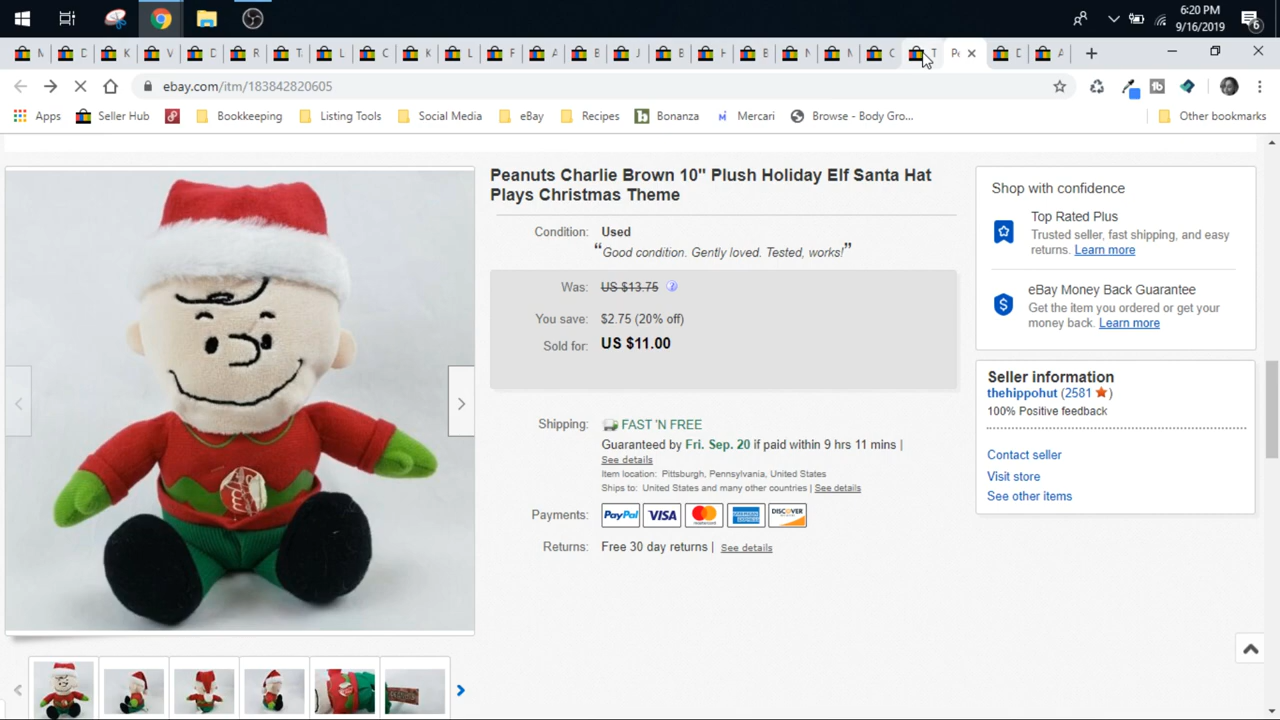 6:20 PM
9/16/2019
6
M D K V D R T L C K L F A B J B H B N M C T Pe D A
ebay.com/itm/183842820605
Apps Seller Hub Bookkeeping Listing Tools Social Media eBay Recipes Bonanza Mercari Browse - Body Gro... Other bookmarks
Peanuts Charlie Brown 10" Plush Holiday Elf Santa Hat
Plays Christmas Theme
Condition: Used
“Good condition. Gently loved. Tested, works!”
Was: US $13.75
You save: $2.75 (20% off)
Sold for: US $11.00
Shipping: FAST 'N FREE
Guaranteed by Fri. Sep. 20 if paid within 9 hrs 11 mins |
See details
Item location: Pittsburgh, Pennsylvania, United States
Ships to: United States and many other countries | See details
Payments: PayPal VISA MasterCard DISCOVER
Returns: Free 30 day returns | See details
Shop with confidence
Top Rated Plus
Trusted seller, fast shipping, and easy
returns. Learn more
eBay Money Back Guarantee
Get the item you ordered or get your
money back. Learn more
Seller information
thehippohut (2581 )
100% Positive feedback
Contact seller
Visit store
See other items